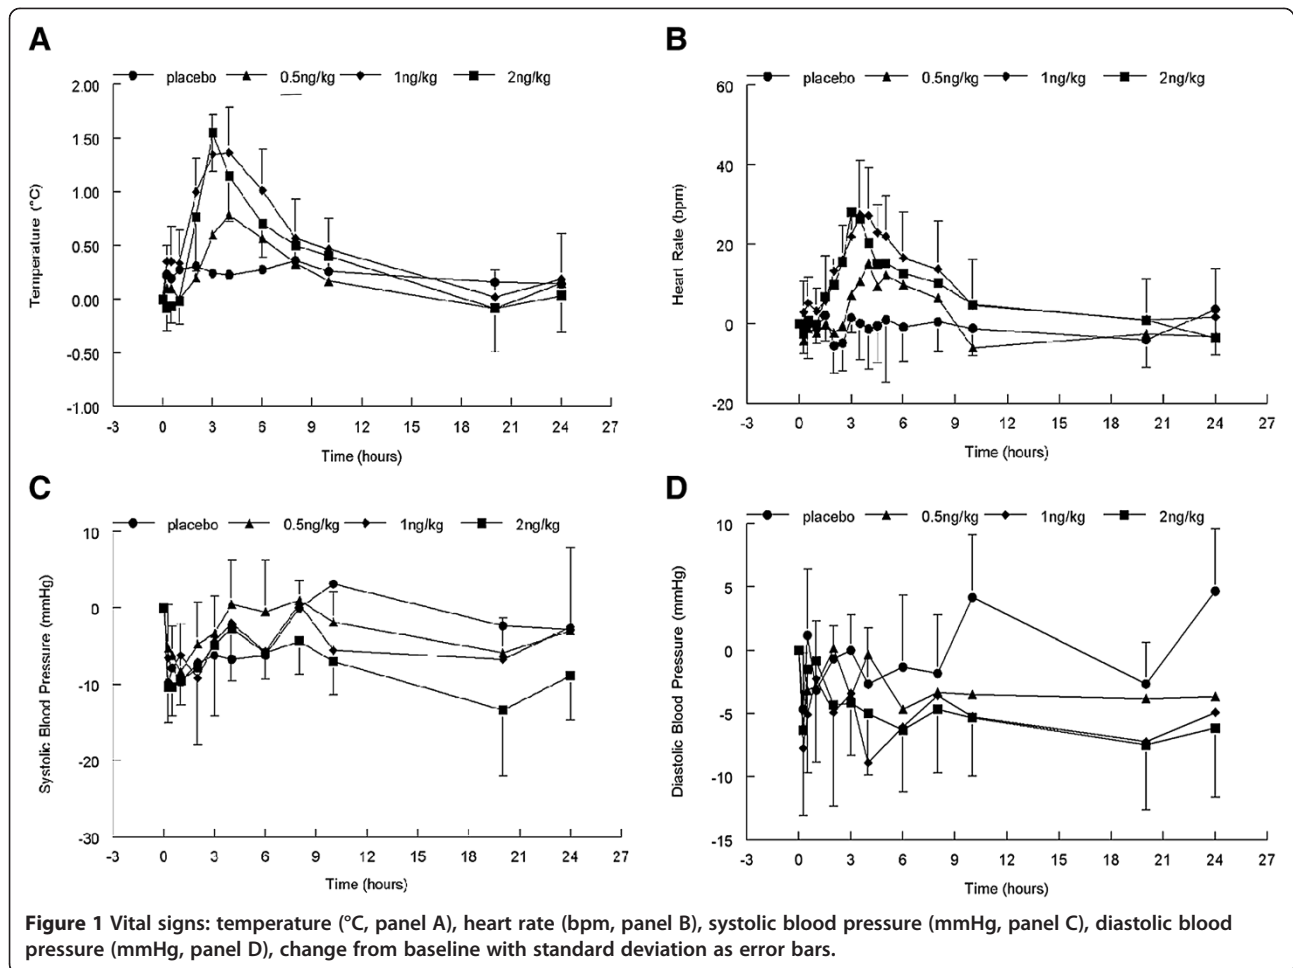 A
placebo 0.5ng/kg 1ng/kg 2ng/kg
2.00
1.50
1.00
0.50
0.00
-0.50
-1.00
Temperature (°C)
-3 0 3 6 9 12 15 18 21 24 27
Time (hours)
B
placebo 0.5ng/kg 1ng/kg 2ng/kg
60
40
20
0
-20
Heart Rate (bpm)
-3 0 3 6 9 12 15 18 21 24 27
Time (hours)
C
placebo 0.5ng/kg 1ng/kg 2ng/kg
10
0
-10
-20
-30
Systolic Blood Pressure (mmHg)
-3 0 3 6 9 12 15 18 21 24 27
Time (hours)
D
placebo 0.5ng/kg 1ng/kg 2ng/kg
10
5
0
-5
-10
-15
Diastolic Blood Pressure (mmHg)
-3 0 3 6 9 12 15 18 21 24 27
Time (hours)
Figure 1 Vital signs: temperature (°C, panel A), heart rate (bpm, panel B), systolic blood pressure (mmHg, panel C), diastolic blood
pressure (mmHg, panel D), change from baseline with standard deviation as error bars.